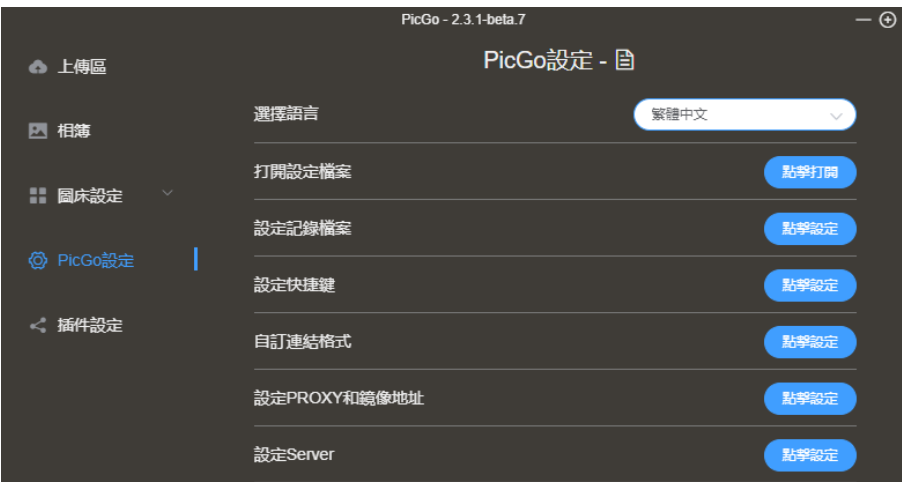 PicGo - 2.3.1-beta.7
上傳區
相簿
圖床設定
PicGo設定
插件設定
PicGo設定 -
選擇語言 繁體中文
打開設定檔案 點擊打開
設定記錄檔案 點擊設定
設定快捷鍵 點擊設定
自訂連結格式 點擊設定
設定PROXY和鏡像地址 點擊設定
設定Server 點擊設定